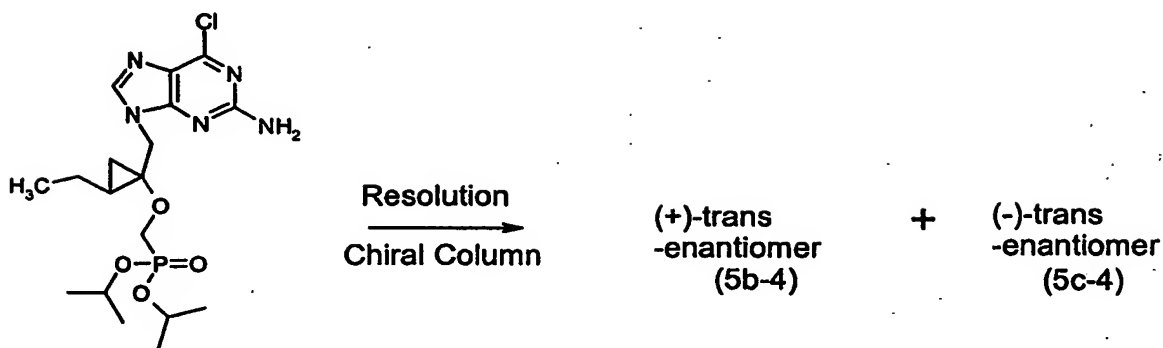 Cl
N
N
N
N
NH₂
H₃C
O
O
P
=O
O
Resolution
Chiral Column
(+)-trans
-enantiomer
(5b-4)
+
(-)-trans
-enantiomer
(5c-4)